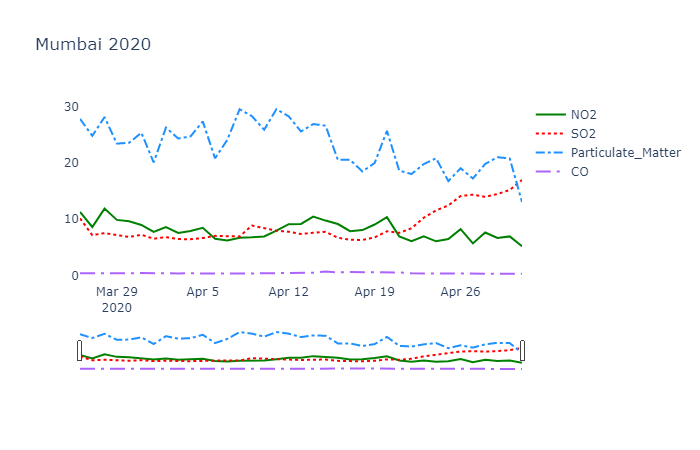 Mumbai 2020
30
20
10
0
Mar 29
2020
Apr 5
Apr 12
Apr 19
Apr 26
NO2
SO2
Particulate_Matter
CO